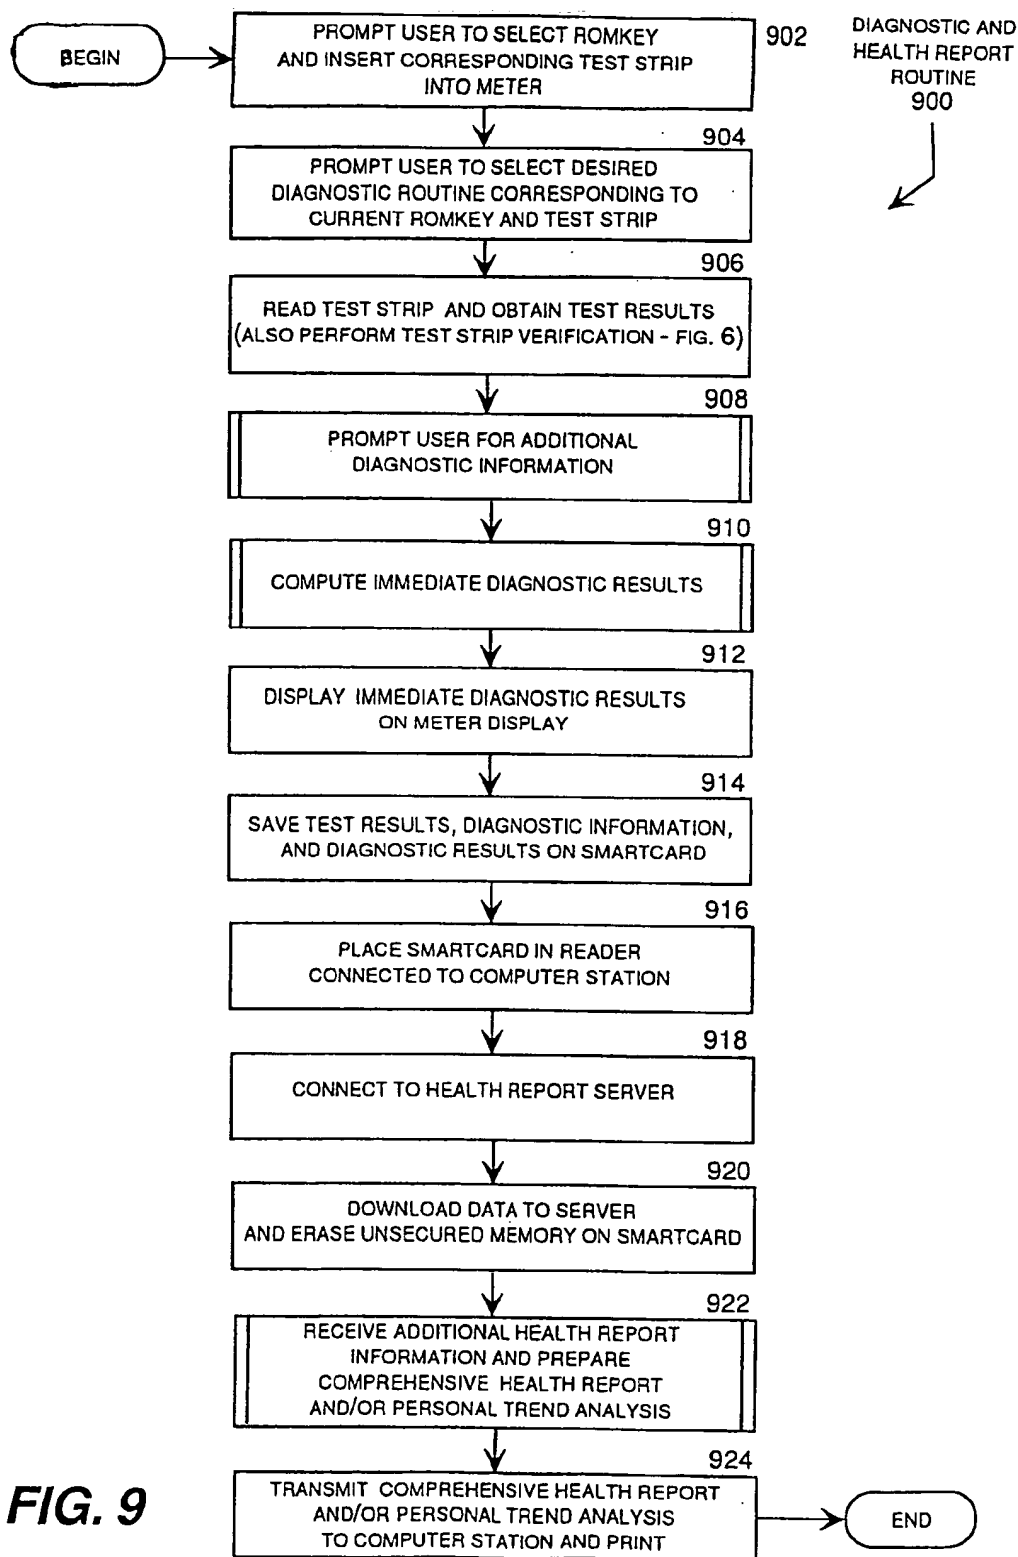 BEGIN
PROMPT USER TO SELECT ROMKEY
AND INSERT CORRESPONDING TEST STRIP
INTO METER
902
DIAGNOSTIC AND
HEALTH REPORT
ROUTINE
900
904
PROMPT USER TO SELECT DESIRED
DIAGNOSTIC ROUTINE CORRESPONDING TO
CURRENT ROMKEY AND TEST STRIP
906
READ TEST STRIP AND OBTAIN TEST RESULTS
(ALSO PERFORM TEST STRIP VERIFICATION - FIG. 6)
908
PROMPT USER FOR ADDITIONAL
DIAGNOSTIC INFORMATION
910
COMPUTE IMMEDIATE DIAGNOSTIC RESULTS
912
DISPLAY IMMEDIATE DIAGNOSTIC RESULTS
ON METER DISPLAY
914
SAVE TEST RESULTS, DIAGNOSTIC INFORMATION,
AND DIAGNOSTIC RESULTS ON SMARTCARD
916
PLACE SMARTCARD IN READER
CONNECTED TO COMPUTER STATION
918
CONNECT TO HEALTH REPORT SERVER
920
DOWNLOAD DATA TO SERVER
AND ERASE UNSECURED MEMORY ON SMARTCARD
922
RECEIVE ADDITIONAL HEALTH REPORT
INFORMATION AND PREPARE
COMPREHENSIVE HEALTH REPORT
AND/OR PERSONAL TREND ANALYSIS
924
TRANSMIT COMPREHENSIVE HEALTH REPORT
AND/OR PERSONAL TREND ANALYSIS
TO COMPUTER STATION AND PRINT
END
FIG. 9